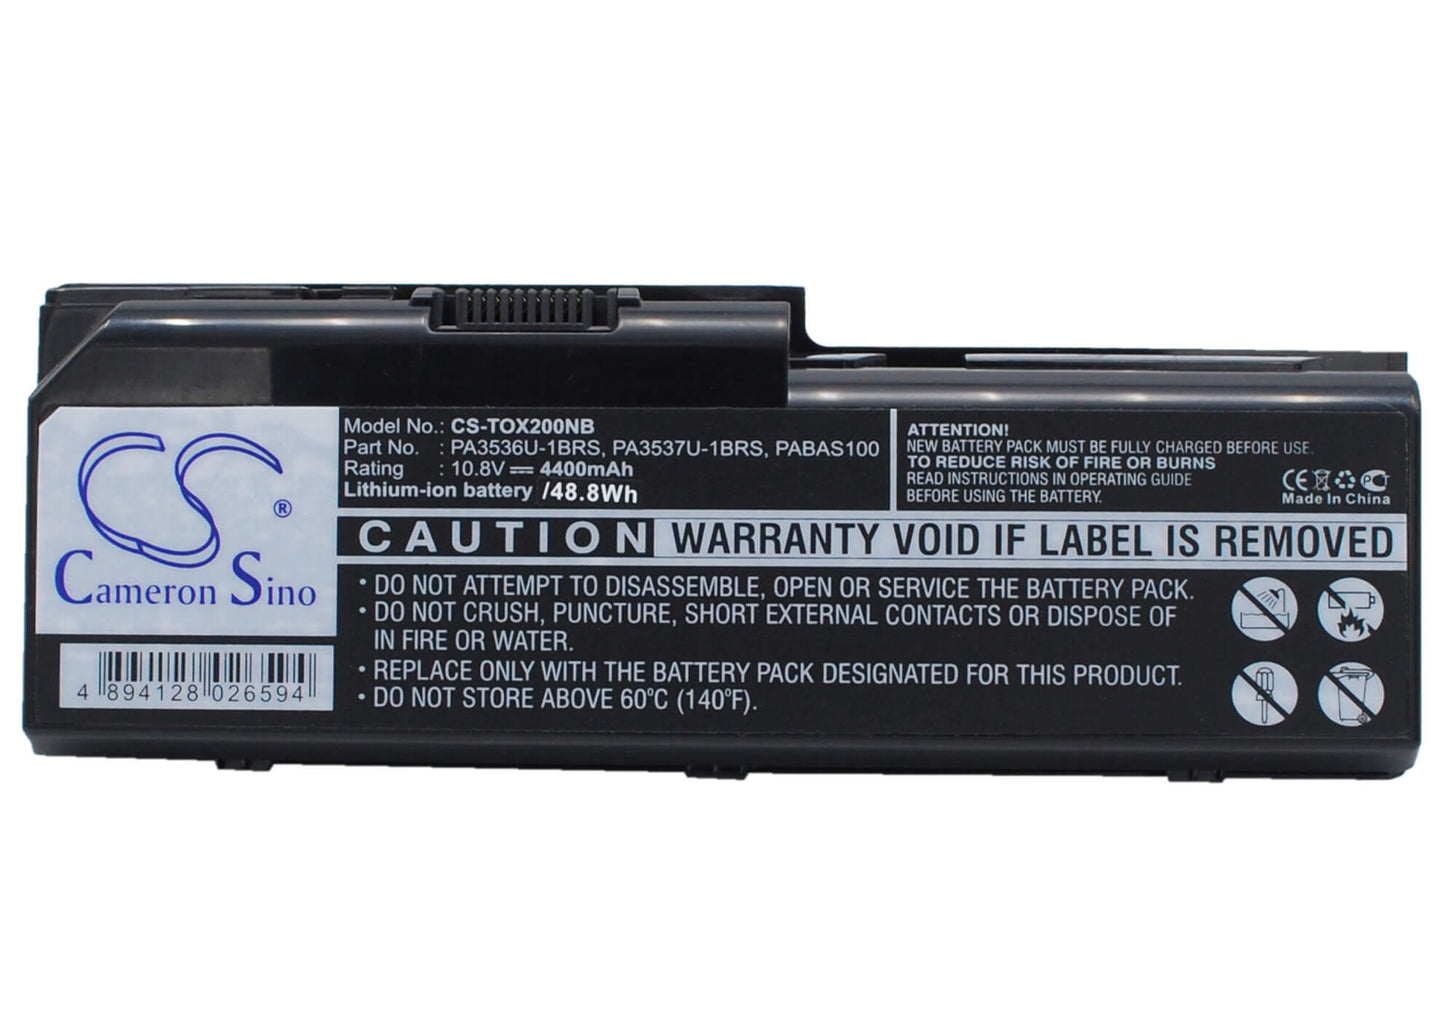 CS®
Cameron Sino
4 894128 026594
Model No.: CS-TOX200NB
Part No. : PA3536U-1BRS, PA3537U-1BRS, PABAS100
Rating : 10.8V 4400mAh
Lithium-ion battery /48.8Wh
ATTENTION!
NEW BATTERY PACK MUST BE FULLY CHARGED BEFORE USE.
TO REDUCE RISK OF FIRE OR BURNS
READ INSTRUCTIONS IN OPERATING GUIDE
BEFORE USING THE BATTERY.
CE
Made In China
CAUTION WARRANTY VOID IF LABEL IS REMOVED
• DO NOT ATTEMPT TO DISASSEMBLE, OPEN OR SERVICE THE BATTERY PACK.
• DO NOT CRUSH, PUNCTURE, SHORT EXTERNAL CONTACTS OR DISPOSE OF
IN FIRE OR WATER.
• REPLACE ONLY WITH THE BATTERY PACK DESIGNATED FOR THIS PRODUCT.
• DO NOT STORE ABOVE 60°C (140°F).